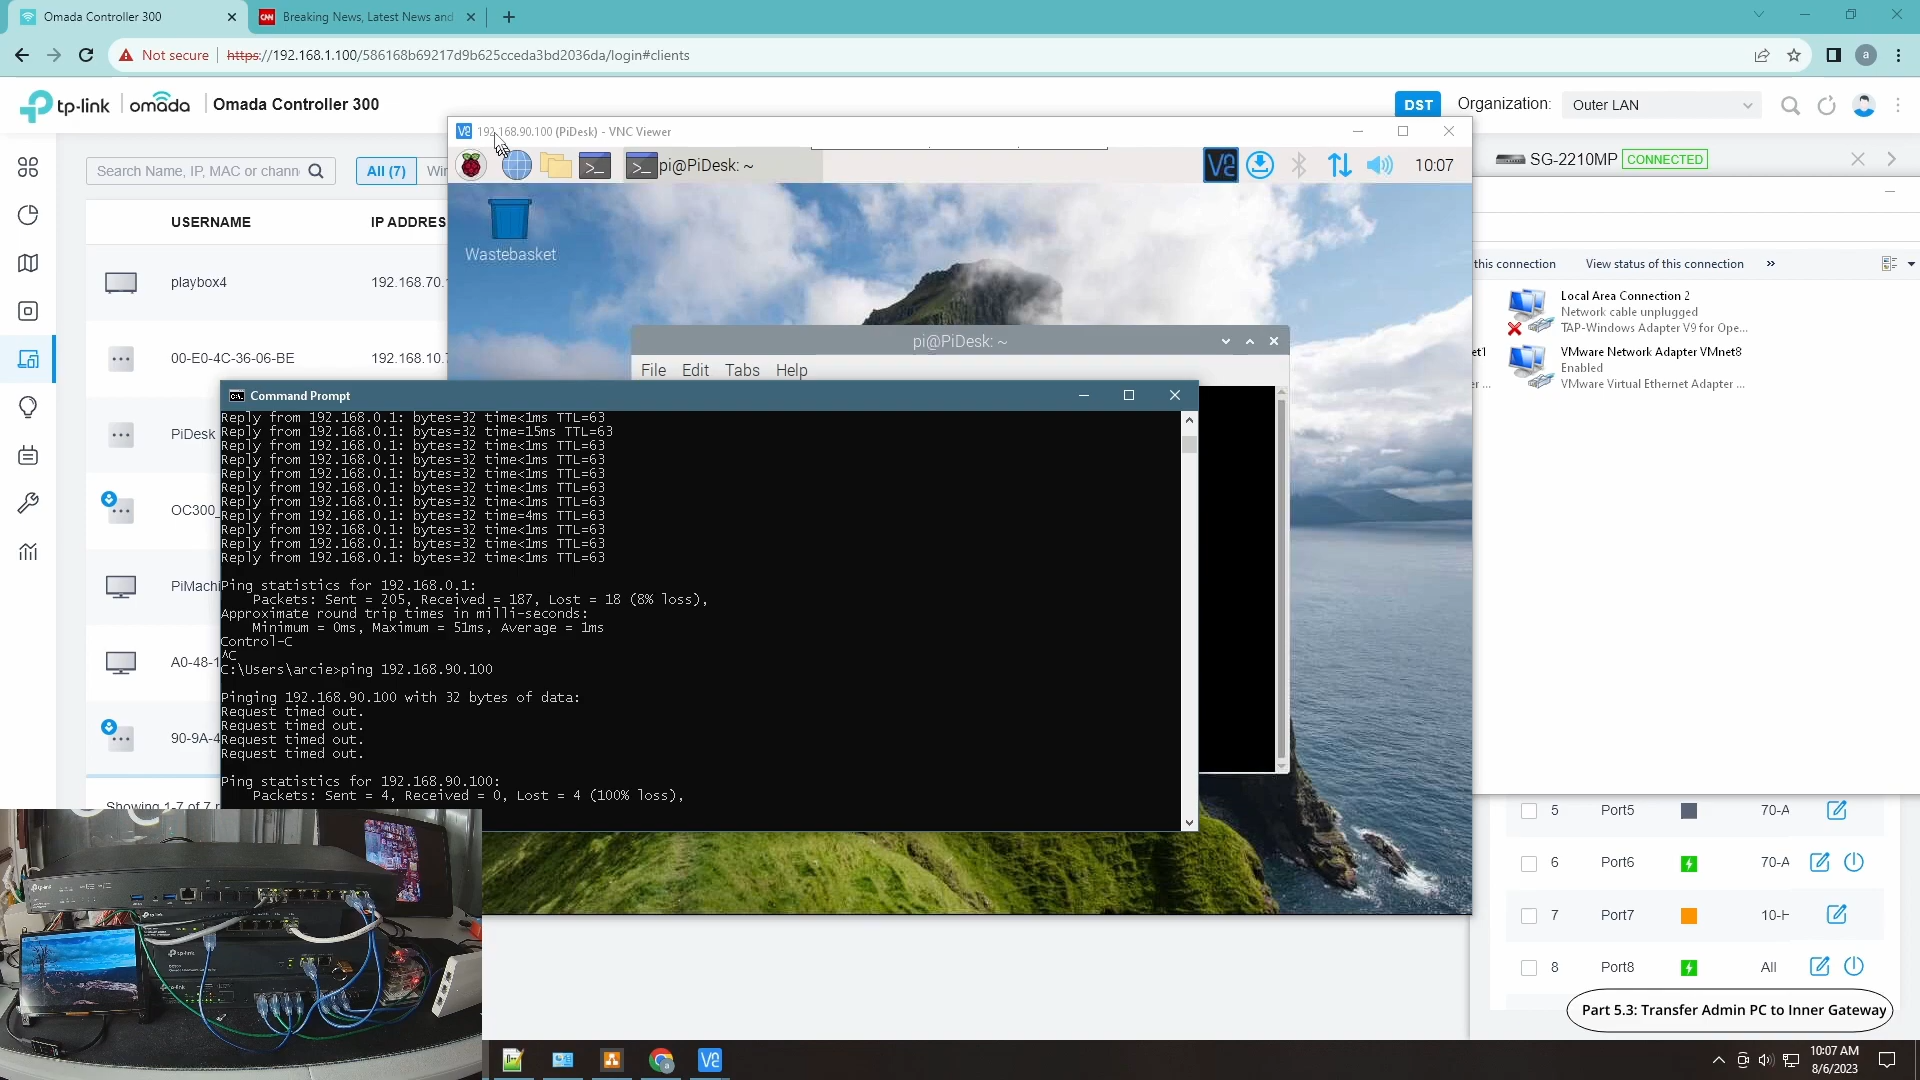 Omada Controller 300
CNN
Breaking News, Latest News and
Not secure
https://192.168.1.100/586168b69217d9b625cceda3bd2036da/login#clients
a
tp-link
omada
Omada Controller 300
DST
Organization:
Outer LAN
192.168.90.100 (PiDesk) - VNC Viewer
Search Name, IP, MAC or chann
All (7)
pi@PiDesk: ~
10:07
SG-2210MP
CONNECTED
USERNAME
IP ADDRES
Wastebasket
this connection
View status of this connection
»
playbox4
192.168.70.
Local Area Connection 2
Network cable unplugged
TAP-Windows Adapter V9 for Ope...
00-E0-4C-36-06-BE
192.168.10.
VMware Network Adapter VMnet8
Enabled
VMware Virtual Ethernet Adapter ...
pi@PiDesk: ~
File Edit Tabs Help
PiDesk
OC300_
PiMachi
A0-48-1
90-9A-4
Showing 1-7 of 7 r
Command Prompt
Reply from 192.168.0.1: bytes=32 time<1ms TTL=63
Reply from 192.168.0.1: bytes=32 time=15ms TTL=63
Reply from 192.168.0.1: bytes=32 time<1ms TTL=63
Reply from 192.168.0.1: bytes=32 time<1ms TTL=63
Reply from 192.168.0.1: bytes=32 time<1ms TTL=63
Reply from 192.168.0.1: bytes=32 time<1ms TTL=63
Reply from 192.168.0.1: bytes=32 time<1ms TTL=63
Reply from 192.168.0.1: bytes=32 time=4ms TTL=63
Reply from 192.168.0.1: bytes=32 time<1ms TTL=63
Reply from 192.168.0.1: bytes=32 time<1ms TTL=63
Reply from 192.168.0.1: bytes=32 time<1ms TTL=63
Ping statistics for 192.168.0.1:
Packets: Sent = 205, Received = 187, Lost = 18 (8% loss),
Approximate round trip times in milli-seconds:
Minimum = 0ms, Maximum = 51ms, Average = 1ms
Control-C
^C
C:\Users\arcie>ping 192.168.90.100
Pinging 192.168.90.100 with 32 bytes of data:
Request timed out.
Request timed out.
Request timed out.
Request timed out.
Ping statistics for 192.168.90.100:
Packets: Sent = 4, Received = 0, Lost = 4 (100% loss),
5 Port5 70-A
6 Port6 70-A
7 Port7 10-H
8 Port8 All
Part 5.3: Transfer Admin PC to Inner Gateway
10:07 AM
8/6/2023